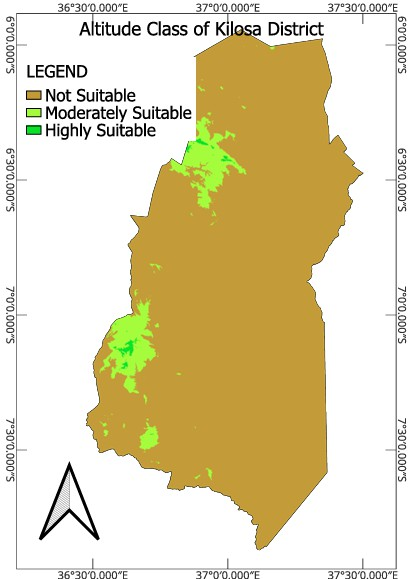 36°30'0.000"E 37°0'0.000"E 37°30'0.000"E
Altitude Class of Kilosa District
LEGEND
Not Suitable
Moderately Suitable
Highly Suitable
6°0'0.000"S
6°0'0.000"S
6°30'0.000"S
6°30'0.000"S
7°0'0.000"S
7°0'0.000"S
7°30'0.000"S
7°30'0.000"S
36°30'0.000"E 37°0'0.000"E 37°30'0.000"E